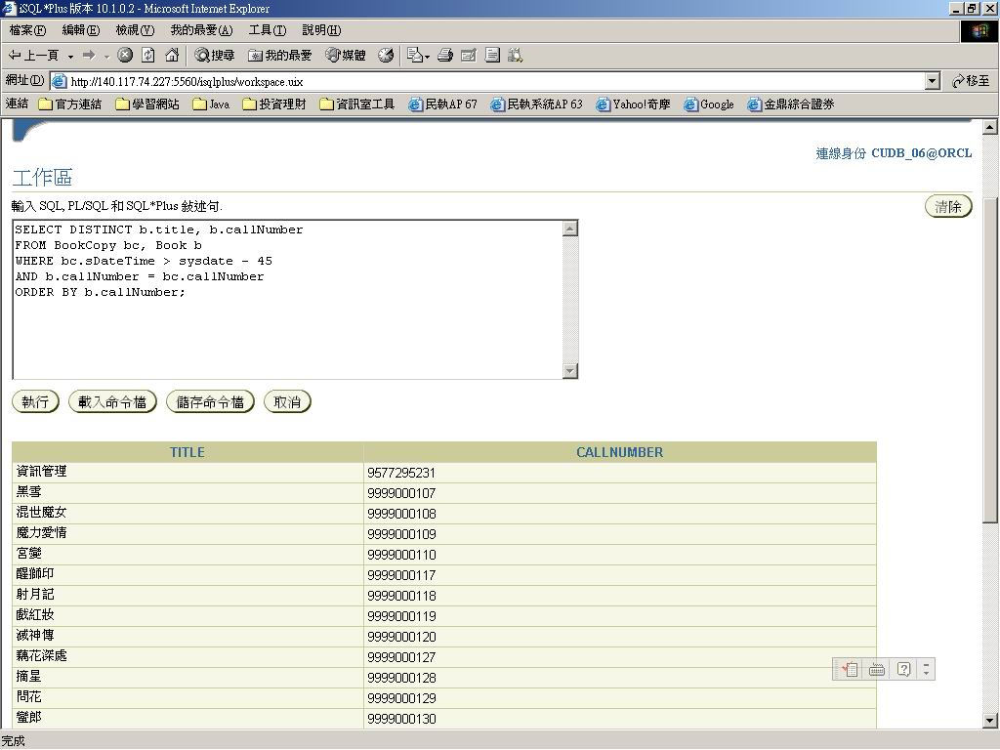 iSQL*Plus 版本 10.1.0.2 - Microsoft Internet Explorer
檔案(F) 編輯(E) 檢視(V) 我的最愛(A) 工具(T) 說明(H)
上一頁 搜尋 我的最愛 媒體
網址(D) http://140.117.74.227:5560/isqlplus/workspace.uix 移至
連結 官方連結 學習網站 Java 投資理財 資訊室工具 民執AP 67 民執系統AP 63 Yahoo!奇摩 Google 金鼎綜合證券
連線身份 CUDB_06@ORCL
工作區
輸入 SQL, PL/SQL 和 SQL*Plus 敘述句.
清除
SELECT DISTINCT b.title, b.callNumber
FROM BookCopy bc, Book b
WHERE bc.sDateTime > sysdate - 45
AND b.callNumber = bc.callNumber
ORDER BY b.callNumber;
執行 載入命令檔 儲存命令檔 取消
TITLE CALLNUMBER
資訊管理 9577295231
黑雪 9999000107
混世魔女 9999000108
魔力愛情 9999000109
宮變 9999000110
醒獅印 9999000117
射月記 9999000118
戲紅妝 9999000119
滅神傳 9999000120
藕花深處 9999000127
摘星 9999000128
問花 9999000129
蠻郎 9999000130
完成